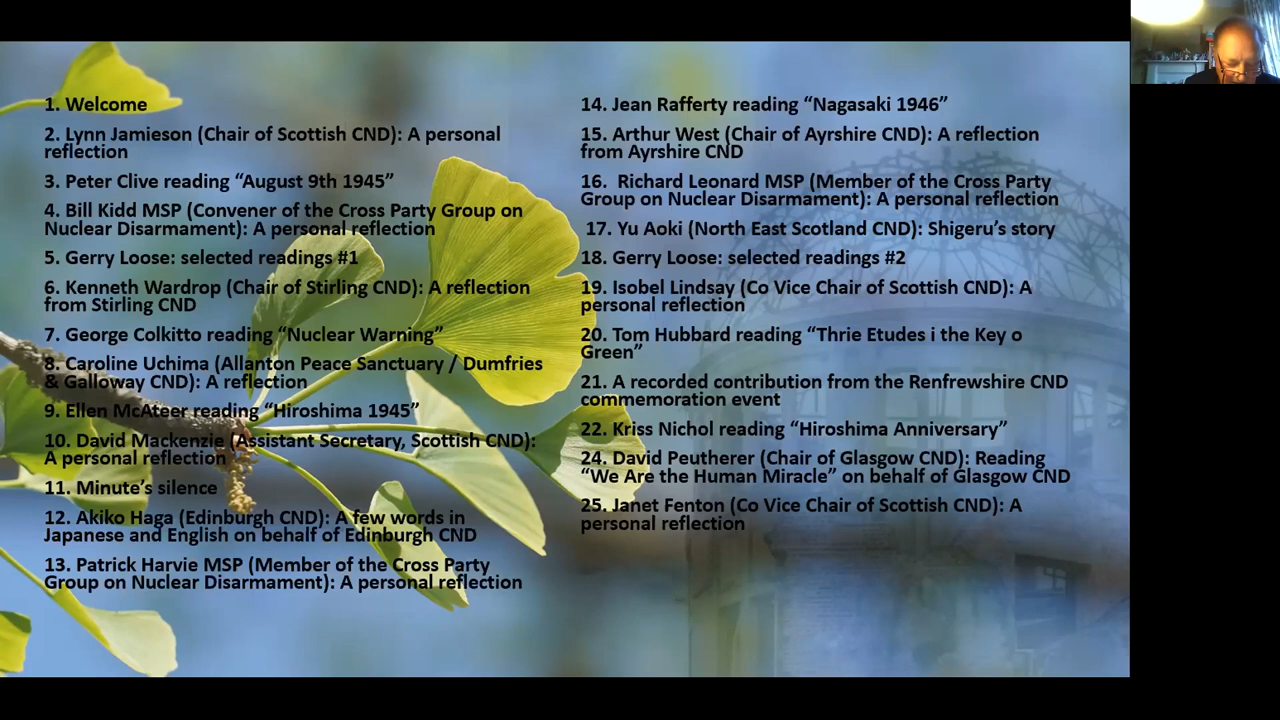 1. Welcome
2. Lynn Jamieson (Chair of Scottish CND): A personal
reflection
3. Peter Clive reading “August 9th 1945”
4. Bill Kidd MSP (Convener of the Cross Party Group on
Nuclear Disarmament): A personal reflection
5. Gerry Loose: selected readings #1
6. Kenneth Wardrop (Chair of Stirling CND): A reflection
from Stirling CND
7. George Colkitto reading “Nuclear Warning”
8. Caroline Uchima (Allanton Peace Sanctuary / Dumfries
& Galloway CND): A reflection
9. Ellen McAteer reading “Hiroshima 1945”
10. David Mackenzie (Assistant Secretary, Scottish CND):
A personal reflection
11. Minute’s silence
12. Akiko Haga (Edinburgh CND): A few words in
Japanese and English on behalf of Edinburgh CND
13. Patrick Harvie MSP (Member of the Cross Party
Group on Nuclear Disarmament): A personal reflection
14. Jean Rafferty reading “Nagasaki 1946”
15. Arthur West (Chair of Ayrshire CND): A reflection
from Ayrshire CND
16. Richard Leonard MSP (Member of the Cross Party
Group on Nuclear Disarmament): A personal reflection
17. Yu Aoki (North East Scotland CND): Shigeru’s story
18. Gerry Loose: selected readings #2
19. Isobel Lindsay (Co Vice Chair of Scottish CND): A
personal reflection
20. Tom Hubbard reading “Thrie Etudes i the Key o
Green”
21. A recorded contribution from the Renfrewshire CND
commemoration event
22. Kriss Nichol reading “Hiroshima Anniversary”
24. David Peutherer (Chair of Glasgow CND): Reading
“We Are the Human Miracle” on behalf of Glasgow CND
25. Janet Fenton (Co Vice Chair of Scottish CND): A
personal reflection